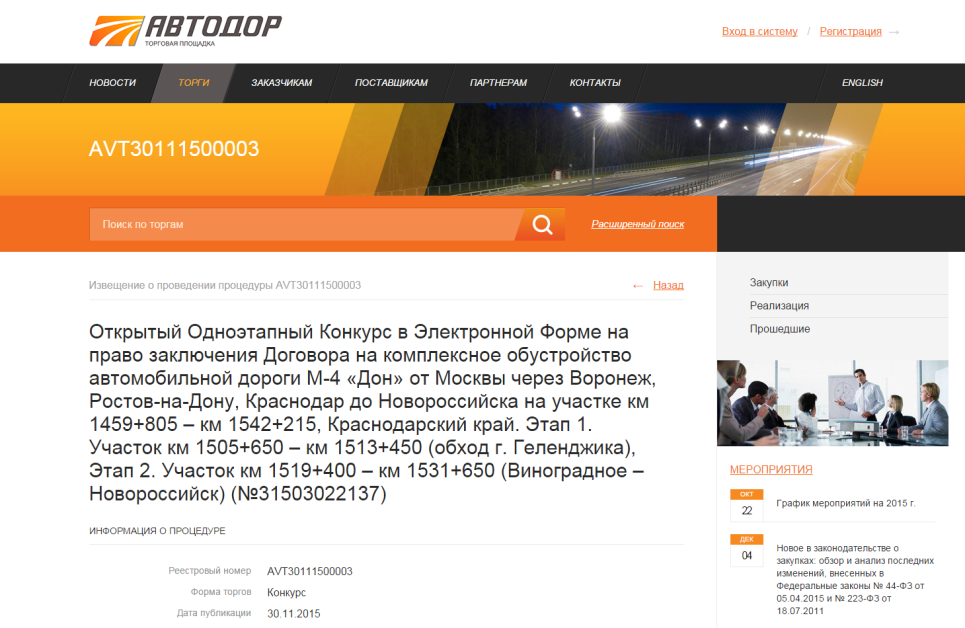 АВТОДОР
ТОРГОВАЯ ПЛОЩАДКА
Вход в систему / Регистрация →
НОВОСТИ ТОРГИ ЗАКАЗЧИКАМ ПОСТАВЩИКАМ ПАРТНЕРАМ КОНТАКТЫ ENGLISH
AVT30111500003
Поиск по торгам
Расширенный поиск
Извещение о проведении процедуры AVT30111500003
← Назад
Открытый Одноэтапный Конкурс в Электронной Форме на
право заключения Договора на комплексное обустройство
автомобильной дороги М-4 «Дон» от Москвы через Воронеж,
Ростов-на-Дону, Краснодар до Новороссийска на участке км
1459+805 – км 1542+215, Краснодарский край. Этап 1.
Участок км 1505+650 – км 1513+450 (обход г. Геленджика),
Этап 2. Участок км 1519+400 – км 1531+650 (Виноградное –
Новороссийск) (№31503022137)
ИНФОРМАЦИЯ О ПРОЦЕДУРЕ
Реестровый номер AVT30111500003
Форма торгов Конкурс
Дата публикации 30.11.2015
Закупки
Реализация
Прошедшие
МЕРОПРИЯТИЯ
ОКТ
22
График мероприятий на 2015 г.
ДЕК
04
Новое в законодательстве о
закупках: обзор и анализ последних
изменений, внесенных в
Федеральные законы № 44-ФЗ от
05.04.2015 и № 223-ФЗ от
18.07.2011